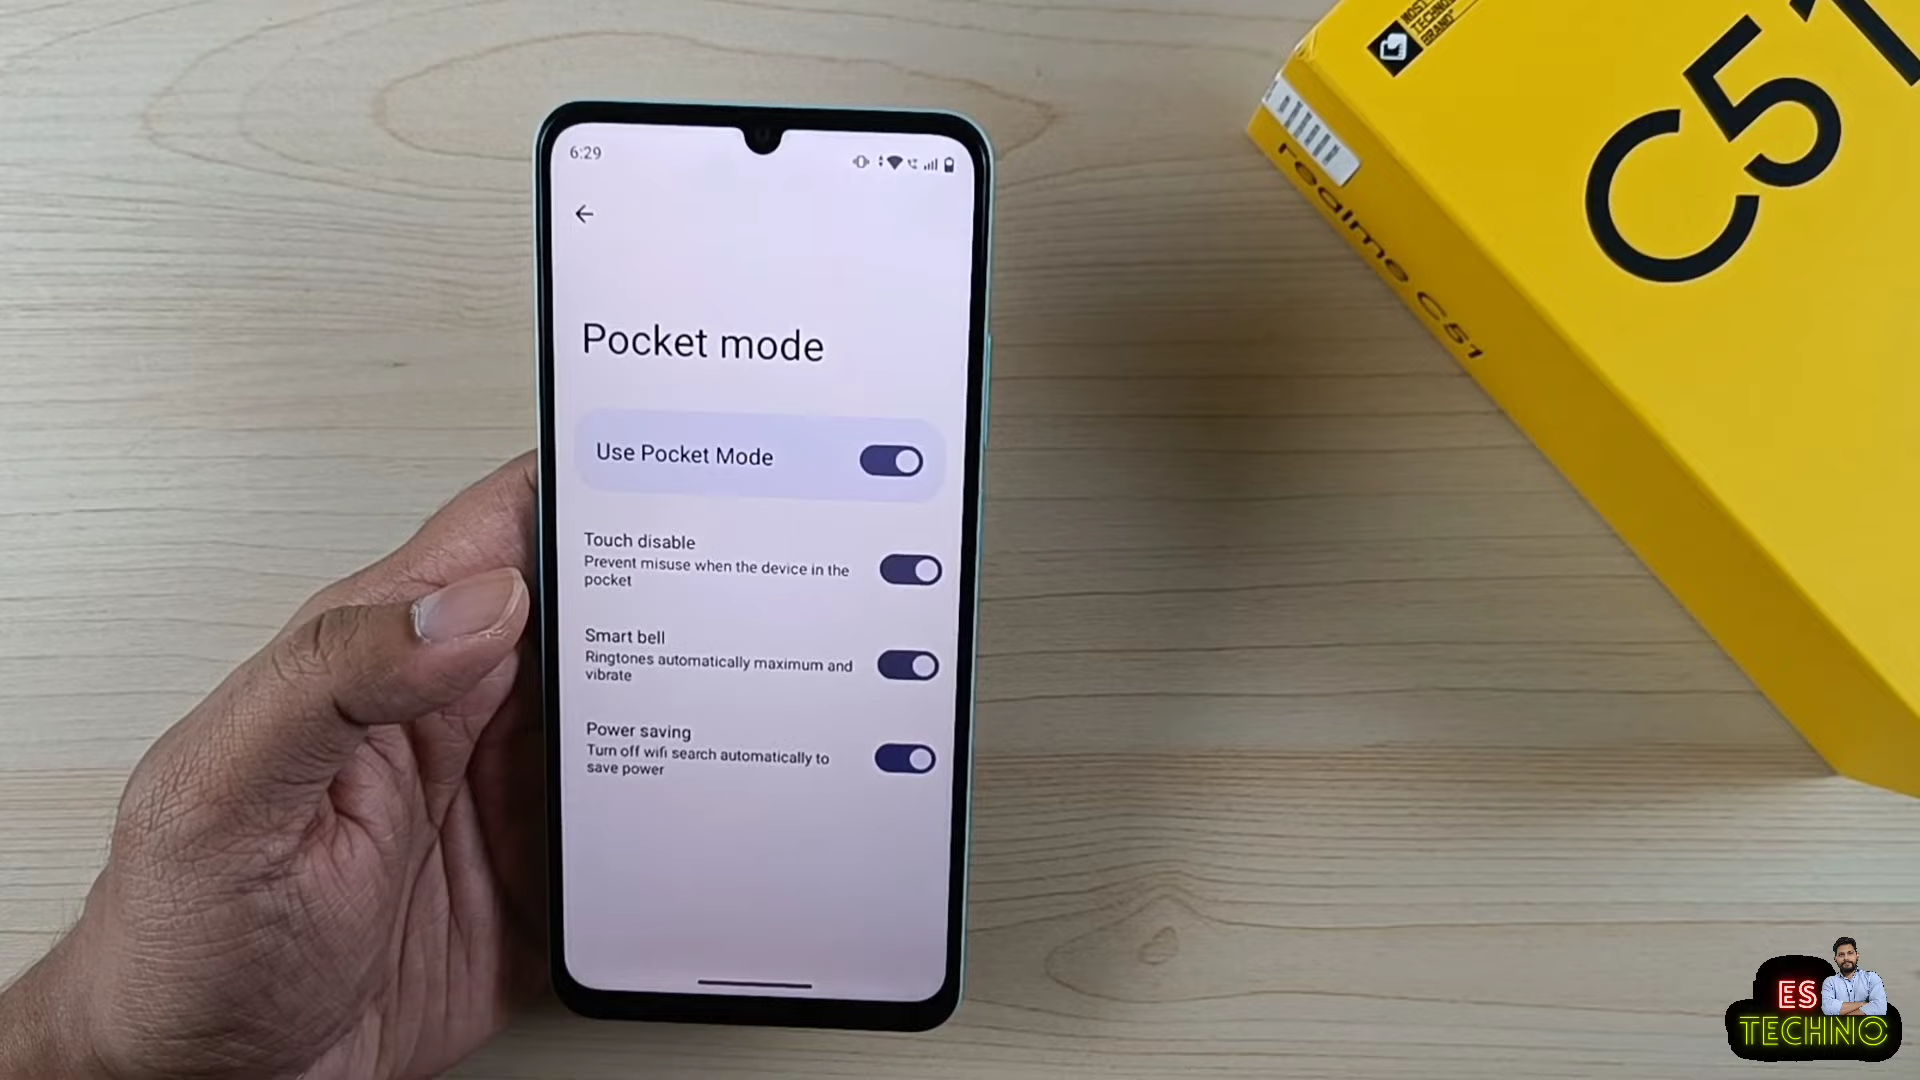 6:29
Pocket mode
Use Pocket Mode
Touch disable
Prevent misuse when the device in the
pocket
Smart bell
Ringtones automatically maximum and
vibrate
Power saving
Turn off wifi search automatically to
save power
C51
realme C51
TECHNO
BRAND
ES
TECHNO